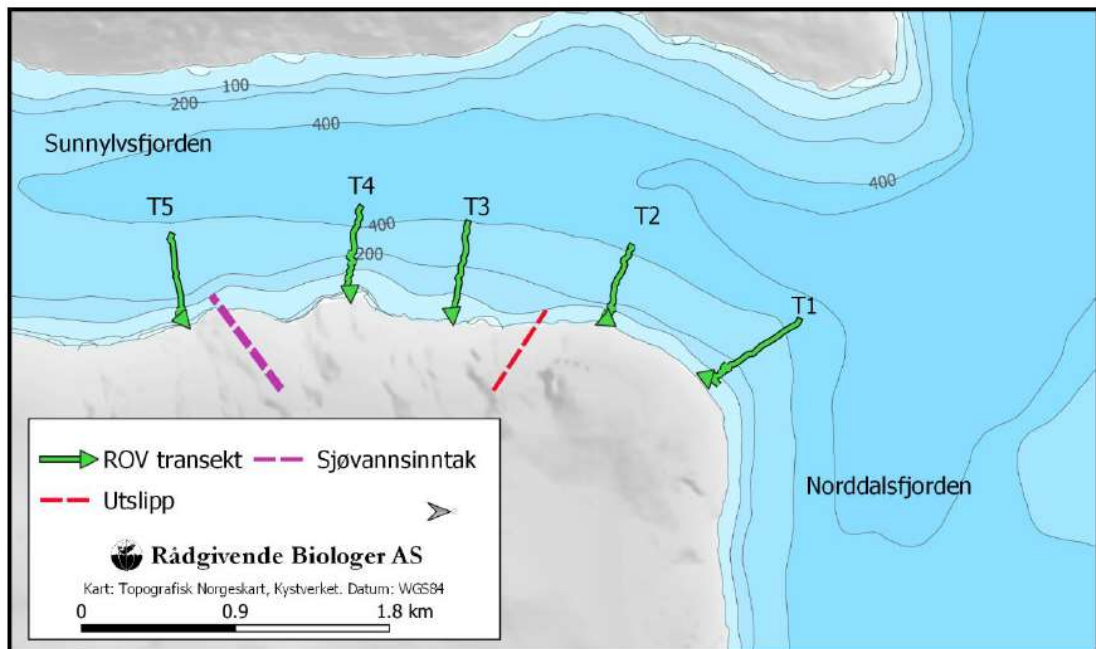 100
200
400
Sunnylvsfjorden
400
T4
T5
T3
T2
400
200
T1
Norddalsfjorden
ROV transekt
Sjøvannsinntak
Utslipp
Rådgivende Biologer AS
Kart: Topografisk Norgeskart, Kystverket. Datum: WGS84
0 0.9 1.8 km